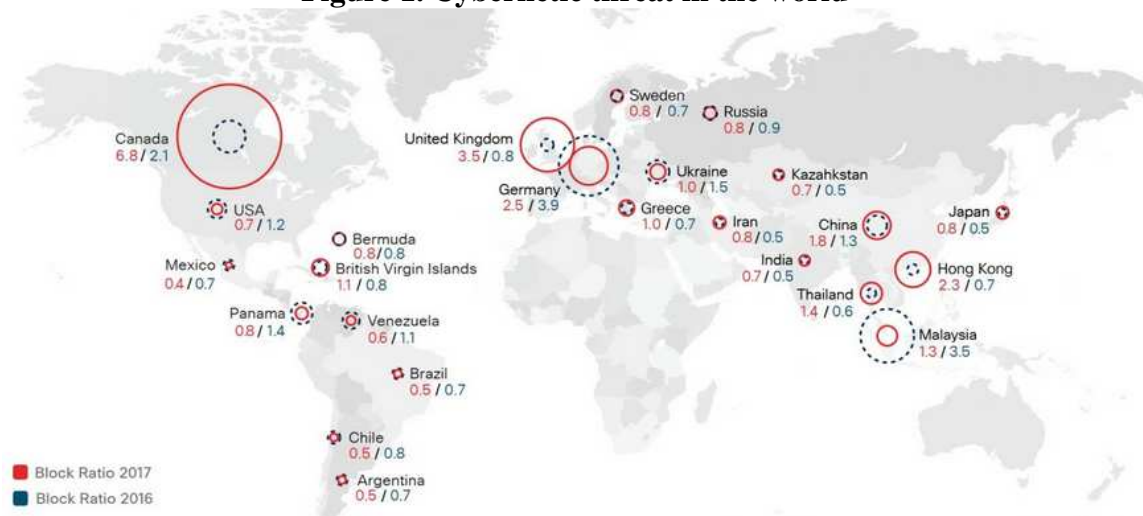 Figure 1. Cybernetic threat in the world
Sweden
0.8 / 0.7
Russia
0.8 / 0.9
Canada
6.8 / 2.1
United Kingdom
3.5 / 0.8
Ukraine
1.0 / 1.5
Kazahkstan
0.7 / 0.5
Germany
2.5 / 3.9
USA
0.7 / 1.2
Greece
1.0 / 0.7
Iran
0.8 / 0.5
China
1.8 / 1.3
Japan
0.8 / 0.5
Bermuda
0.8/0.8
Mexico
0.4 / 0.7
British Virgin Islands
1.1 / 0.8
India
0.7 / 0.5
Hong Kong
2.3 / 0.7
Thailand
1.4 / 0.6
Panama
0.8 / 1.4
Venezuela
0.6 / 1.1
Malaysia
1.3 / 3.5
Brazil
0.5 / 0.7
Chile
0.5 / 0.8
Block Ratio 2017
Argentina
0.5 / 0.7
Block Ratio 2016